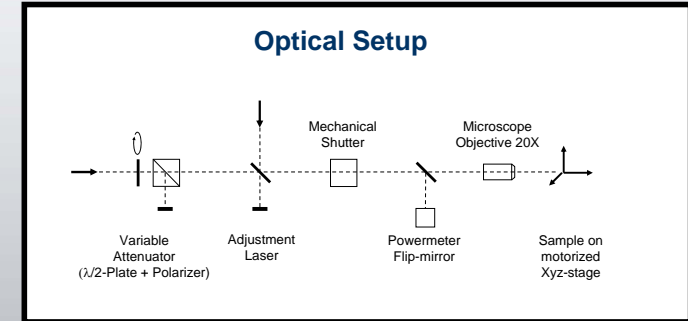 Optical Setup
Mechanical
Shutter
Microscope
Objective 20X
Variable
Attenuator
(λ/2-Plate + Polarizer)
Adjustment
Laser
Powermeter
Flip-mirror
Sample on
motorized
Xyz-stage